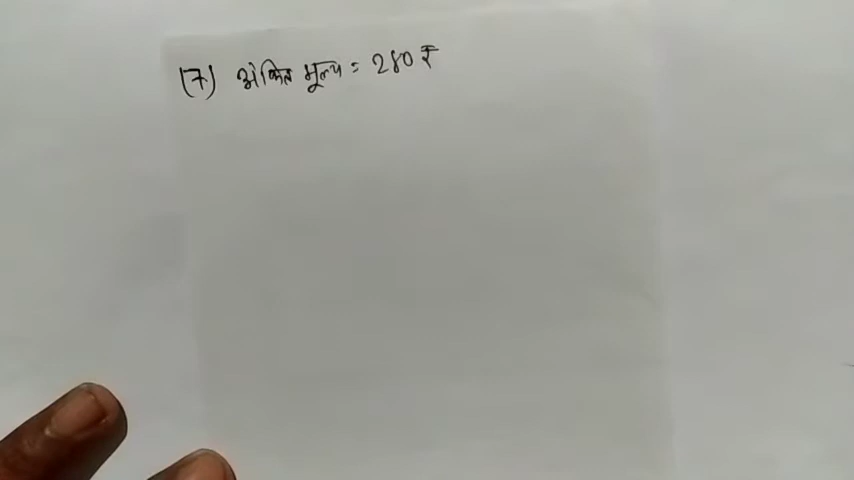 (7) अंकित मूल्य = 280 ₹